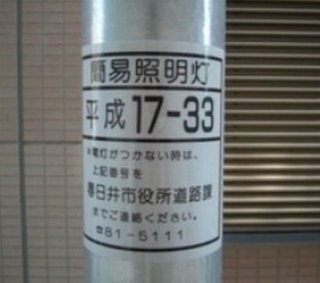 簡易照明灯
平成17-33
*電灯がつかない時は、
上記番号を
春日井市役所道路課
までご連絡ください。
☎81-5111